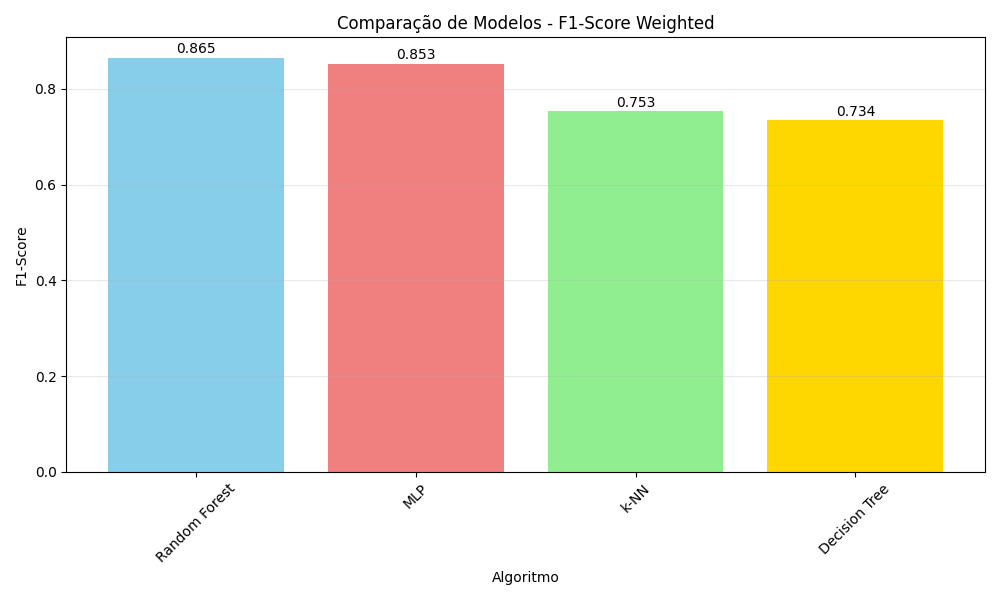 Comparação de Modelos - F1-Score Weighted
0.865
0.853
0.753
0.734
F1-Score
0.8
0.6
0.4
0.2
0.0
Random Forest
MLP
k-NN
Decision Tree
Algoritmo